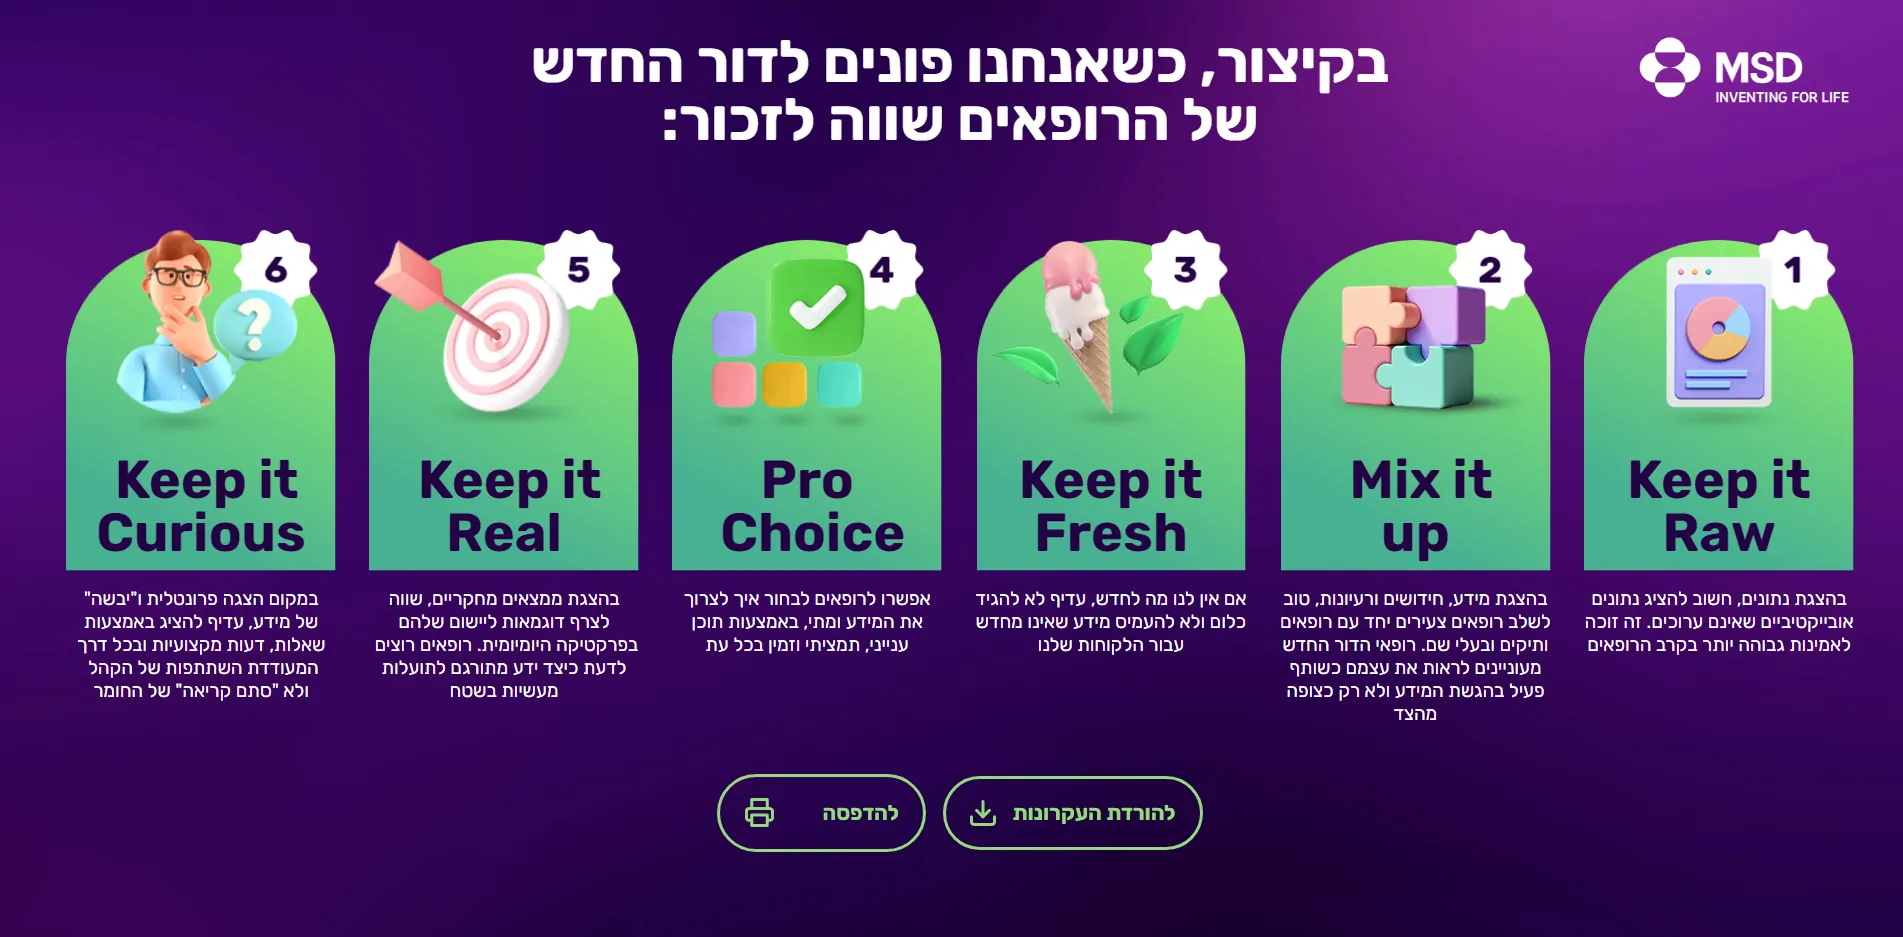 בקיצור, כשאנחנו פונים לדור החדש
של הרופאים שווה לזכור:
MSD
INVENTING FOR LIFE
1
Keep it
Raw
בהצגת נתונים, חשוב להציג נתונים
אובייקטיביים שאינם ערוכים. זה זוכה
לאמינות גבוהה יותר בקרב הרופאים
2
Mix it
up
בהצגת מידע, חידושים ורעיונות, טוב
לשלב רופאים צעירים יחד עם רופאים
ותיקים ובעלי שם. רופאי הדור החדש
מעוניינים לראות את עצמם כשותף
פעיל בהגשת המידע ולא רק כצופה
מהצד
3
Keep it
Fresh
אם אין לנו מה לחדש, עדיף לא להגיד
כלום ולא להעמיס מידע שאינו מחדש
עבור הלקוחות שלנו
4
Pro
Choice
אפשרו לרופאים לבחור איך לצרוך
את המידע ומתי, באמצעות תוכן
ענייני, תמציתי וזמין בכל עת
5
Keep it
Real
בהצגת ממצאים מחקריים, שווה
לצרף דוגמאות ליישום שלהם
בפרקטיקה היומיומית. רופאים רוצים
לדעת כיצד ידע מתורגם לתועלות
מעשיות בשטח
6
Keep it
Curious
במקום הצגה פרונטלית ו"יבשה"
של מידע, עדיף להציג באמצעות
שאלות, דעות מקצועיות ובכל דרך
המעודדת השתתפות של הקהל
ולא "סתם קריאה" של החומר
להורדת העקרונות
להדפסה